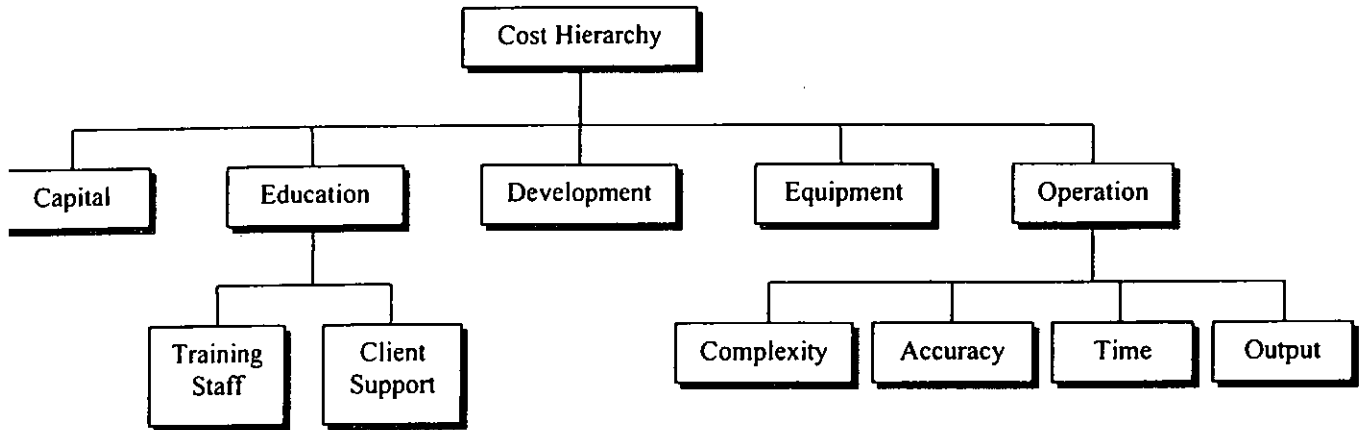 Cost Hierarchy
Capital
Education
Development
Equipment
Operation
Training
Staff
Client
Support
Complexity
Accuracy
Time
Output